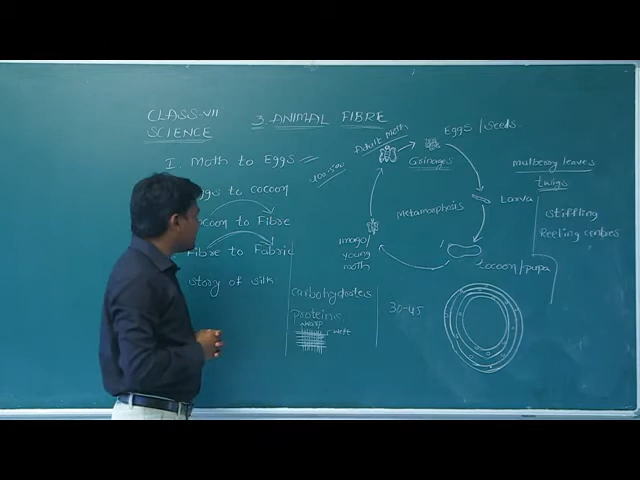 CLASS-VII
SCIENCE
3. ANIMAL FIBRE
I. Moth to Eggs
ggs to cocoon
ocoon to Fibre
Fibre to Fabric
story of silk
400-500
Adult Moth
Eggs / seeds
Grainages
Larva
Metamorphosis
Imago/
young
moth
cocoon/pupa
mulberry leaves
twigs
stiffling
Reeling centres
carbohydrates
proteins
weft
30-45